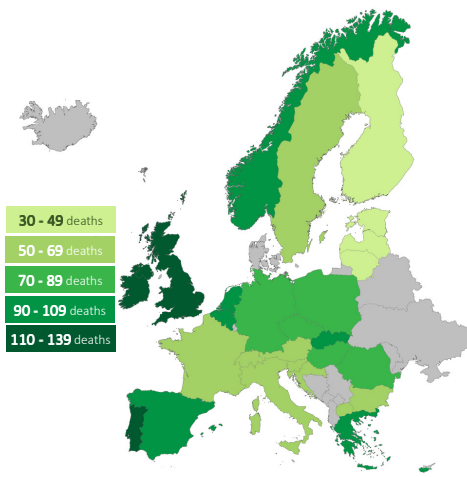 30 - 49 deaths
50 - 69 deaths
70 - 89 deaths
90 - 109 deaths
110 - 139 deaths